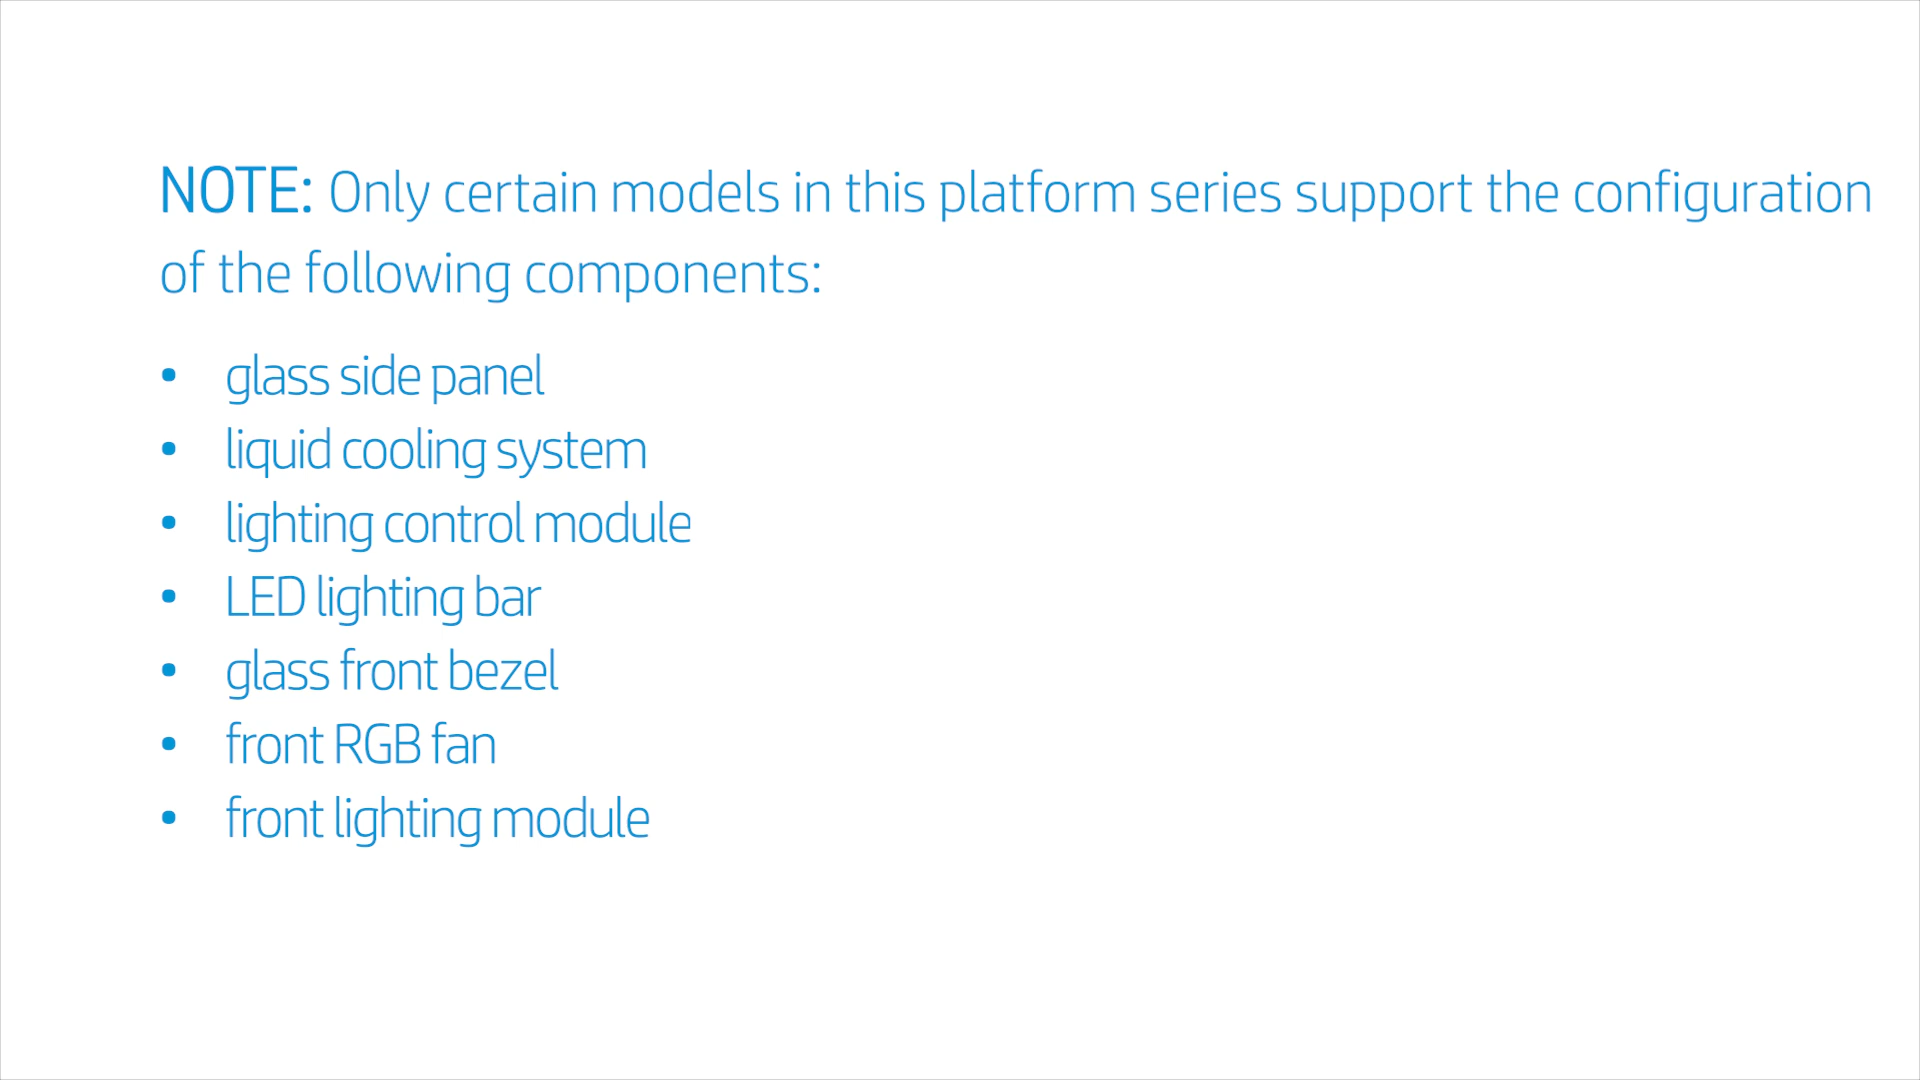 NOTE: Only certain models in this platform series support the configuration
of the following components:
• glass side panel
• liquid cooling system
• lighting control module
• LED lighting bar
• glass front bezel
• front RGB fan
• front lighting module